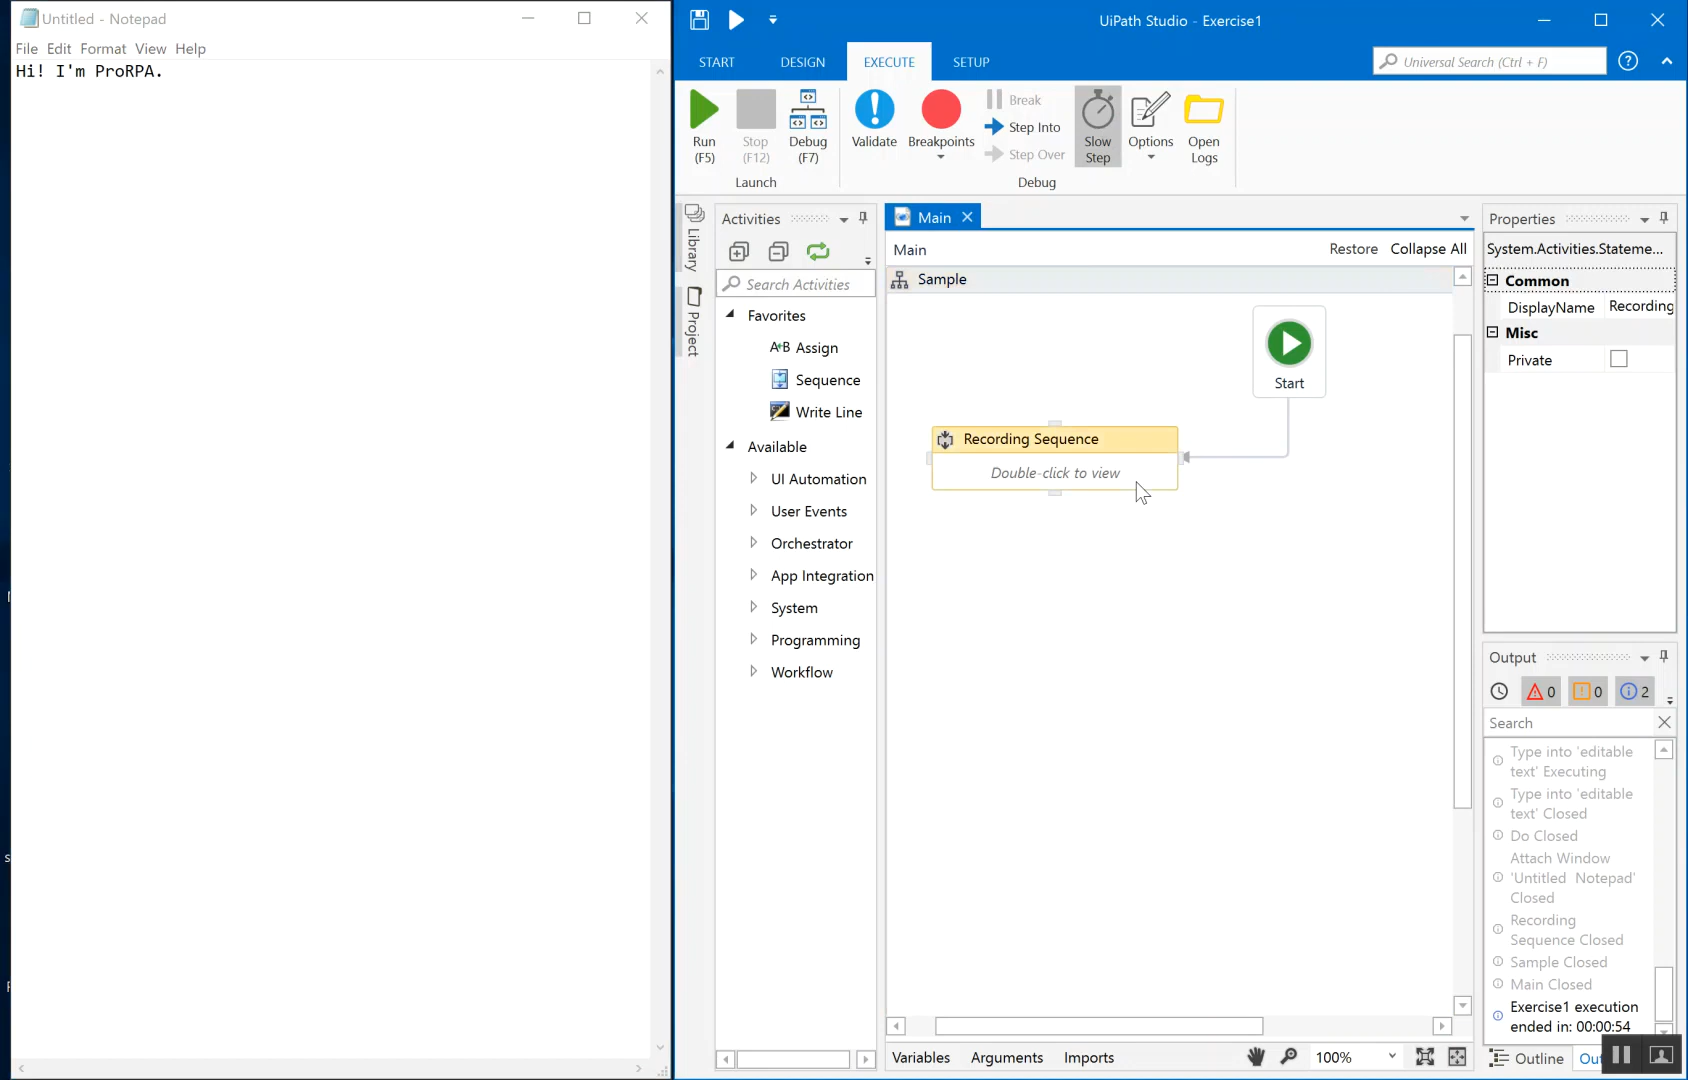 Untitled - Notepad
File Edit Format View Help
Hi! I'm ProRPA.
UiPath Studio - Exercise1
START DESIGN EXECUTE SETUP
Universal Search (Ctrl + F)
Run
(F5)
Stop
(F12)
Debug
(F7)
Launch
Validate
Breakpoints
Break
Step Into
Step Over
Slow
Step
Options
Open
Logs
Debug
Library
Project
Activities
Search Activities
Favorites
A+B Assign
Sequence
Write Line
Available
UI Automation
User Events
Orchestrator
App Integration
System
Programming
Workflow
Main
Main
Restore Collapse All
Sample
Start
Recording Sequence
Double-click to view
Variables Arguments Imports
100%
Properties
System.Activities.Stateme...
Common
DisplayName Recording
Misc
Private
Output
0 0 2
Search
Type into 'editable
text' Executing
Type into 'editable
text' Closed
Do Closed
Attach Window
'Untitled Notepad'
Closed
Recording
Sequence Closed
Sample Closed
Main Closed
Exercise1 execution
ended in: 00:00:54
Outline